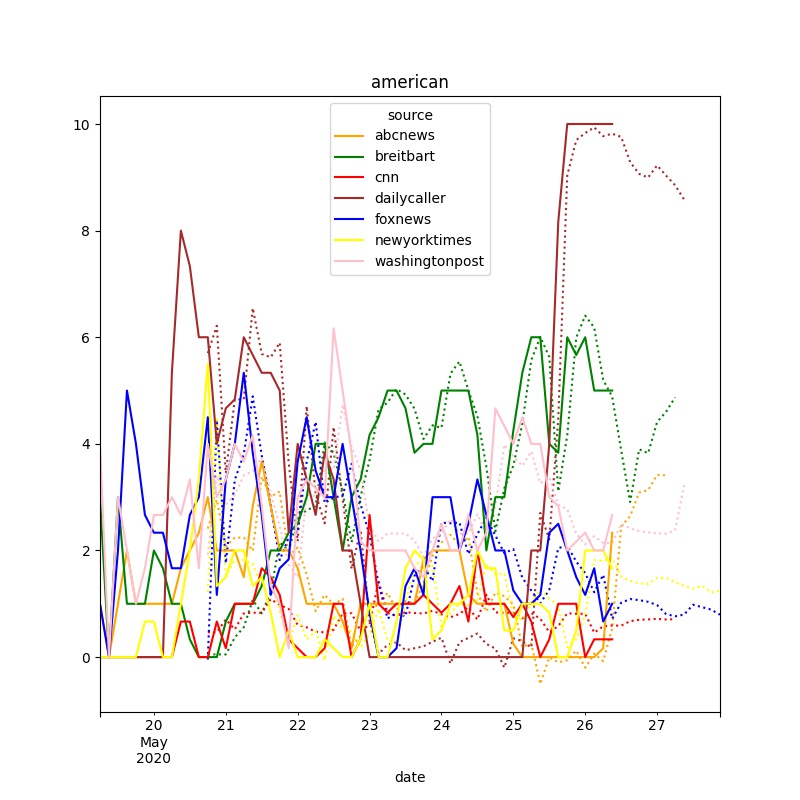 american
source
abcnews
breitbart
cnn
dailycaller
foxnews
newyorktimes
washingtonpost
10
8
6
4
2
0
20 21 22 23 24 25 26 27
May
2020
date